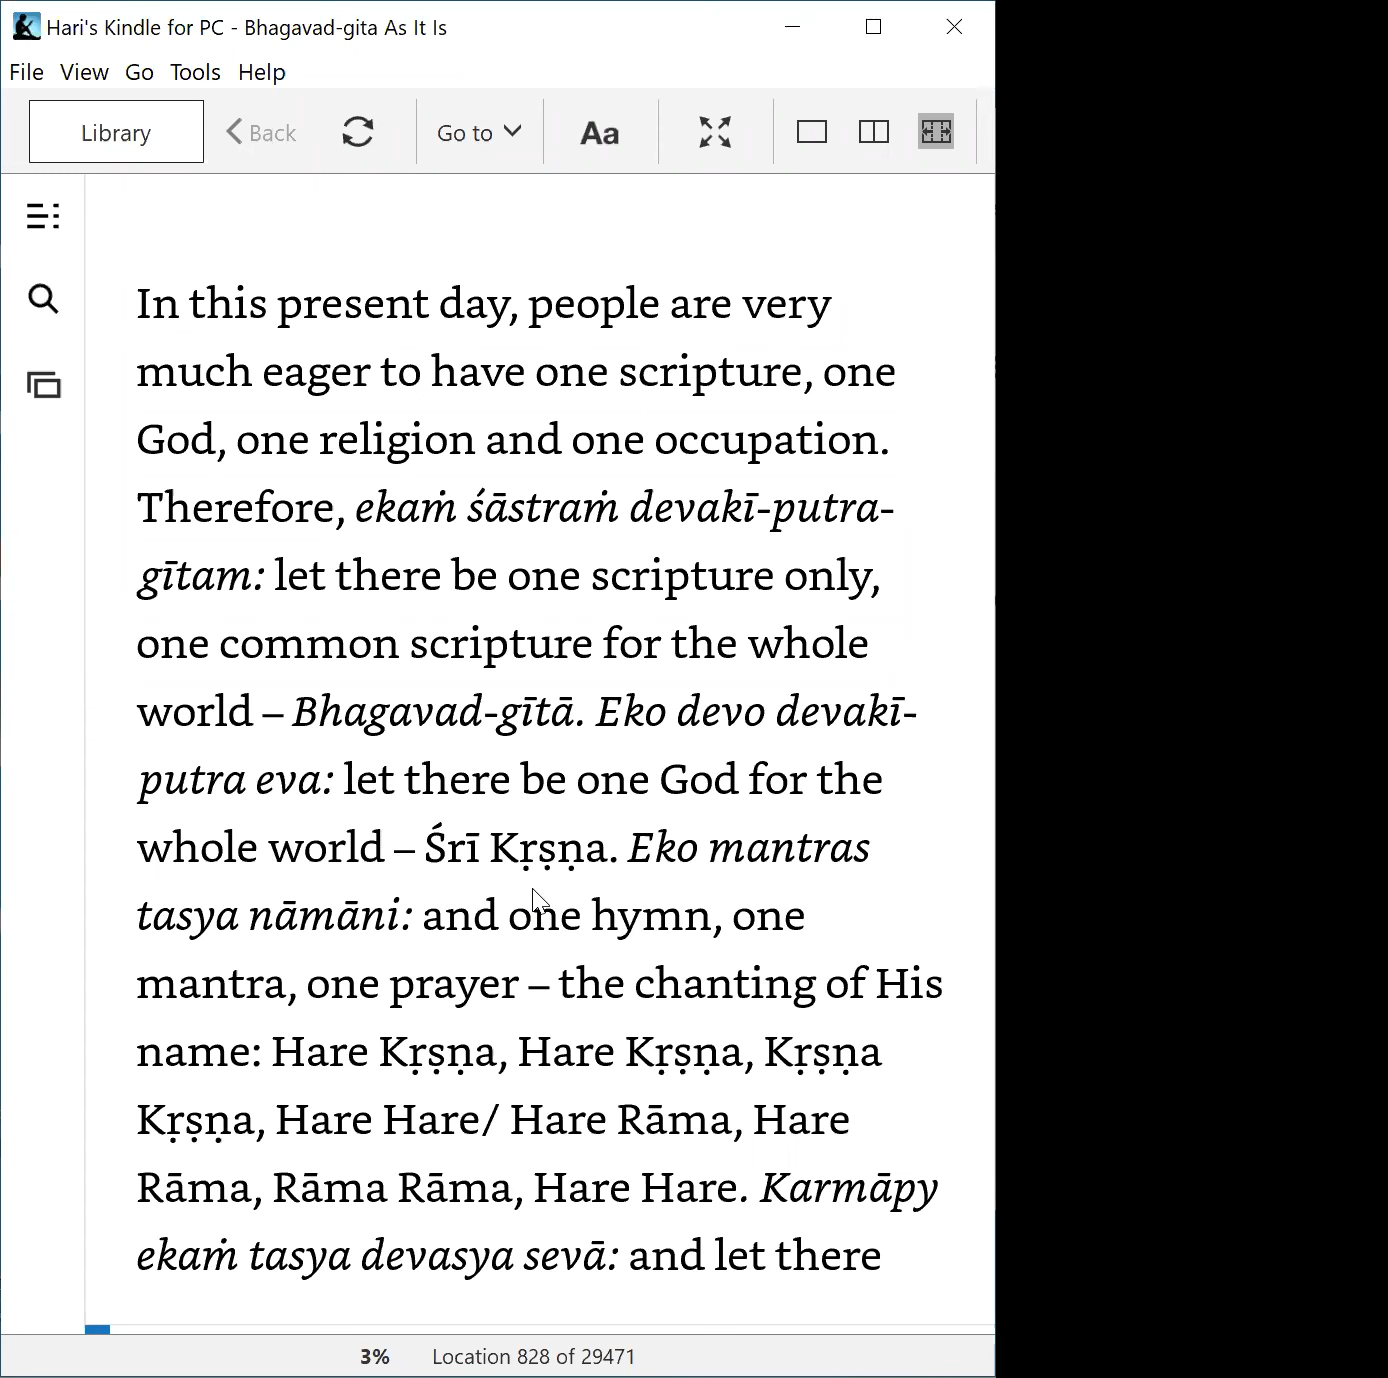 Hari's Kindle for PC - Bhagavad-gita As It Is
File View Go Tools Help
Library Back Go to Aa
In this present day, people are very
much eager to have one scripture, one
God, one religion and one occupation.
Therefore, ekaṁ śāstraṁ devakī-putra-
gītam: let there be one scripture only,
one common scripture for the whole
world – Bhagavad-gītā. Eko devo devakī-
putra eva: let there be one God for the
whole world – Śrī Kṛṣṇa. Eko mantras
tasya nāmāni: and one hymn, one
mantra, one prayer – the chanting of His
name: Hare Kṛṣṇa, Hare Kṛṣṇa, Kṛṣṇa
Kṛṣṇa, Hare Hare/ Hare Rāma, Hare
Rāma, Rāma Rāma, Hare Hare. Karmāpy
ekaṁ tasya devasya sevā: and let there
3% Location 828 of 29471